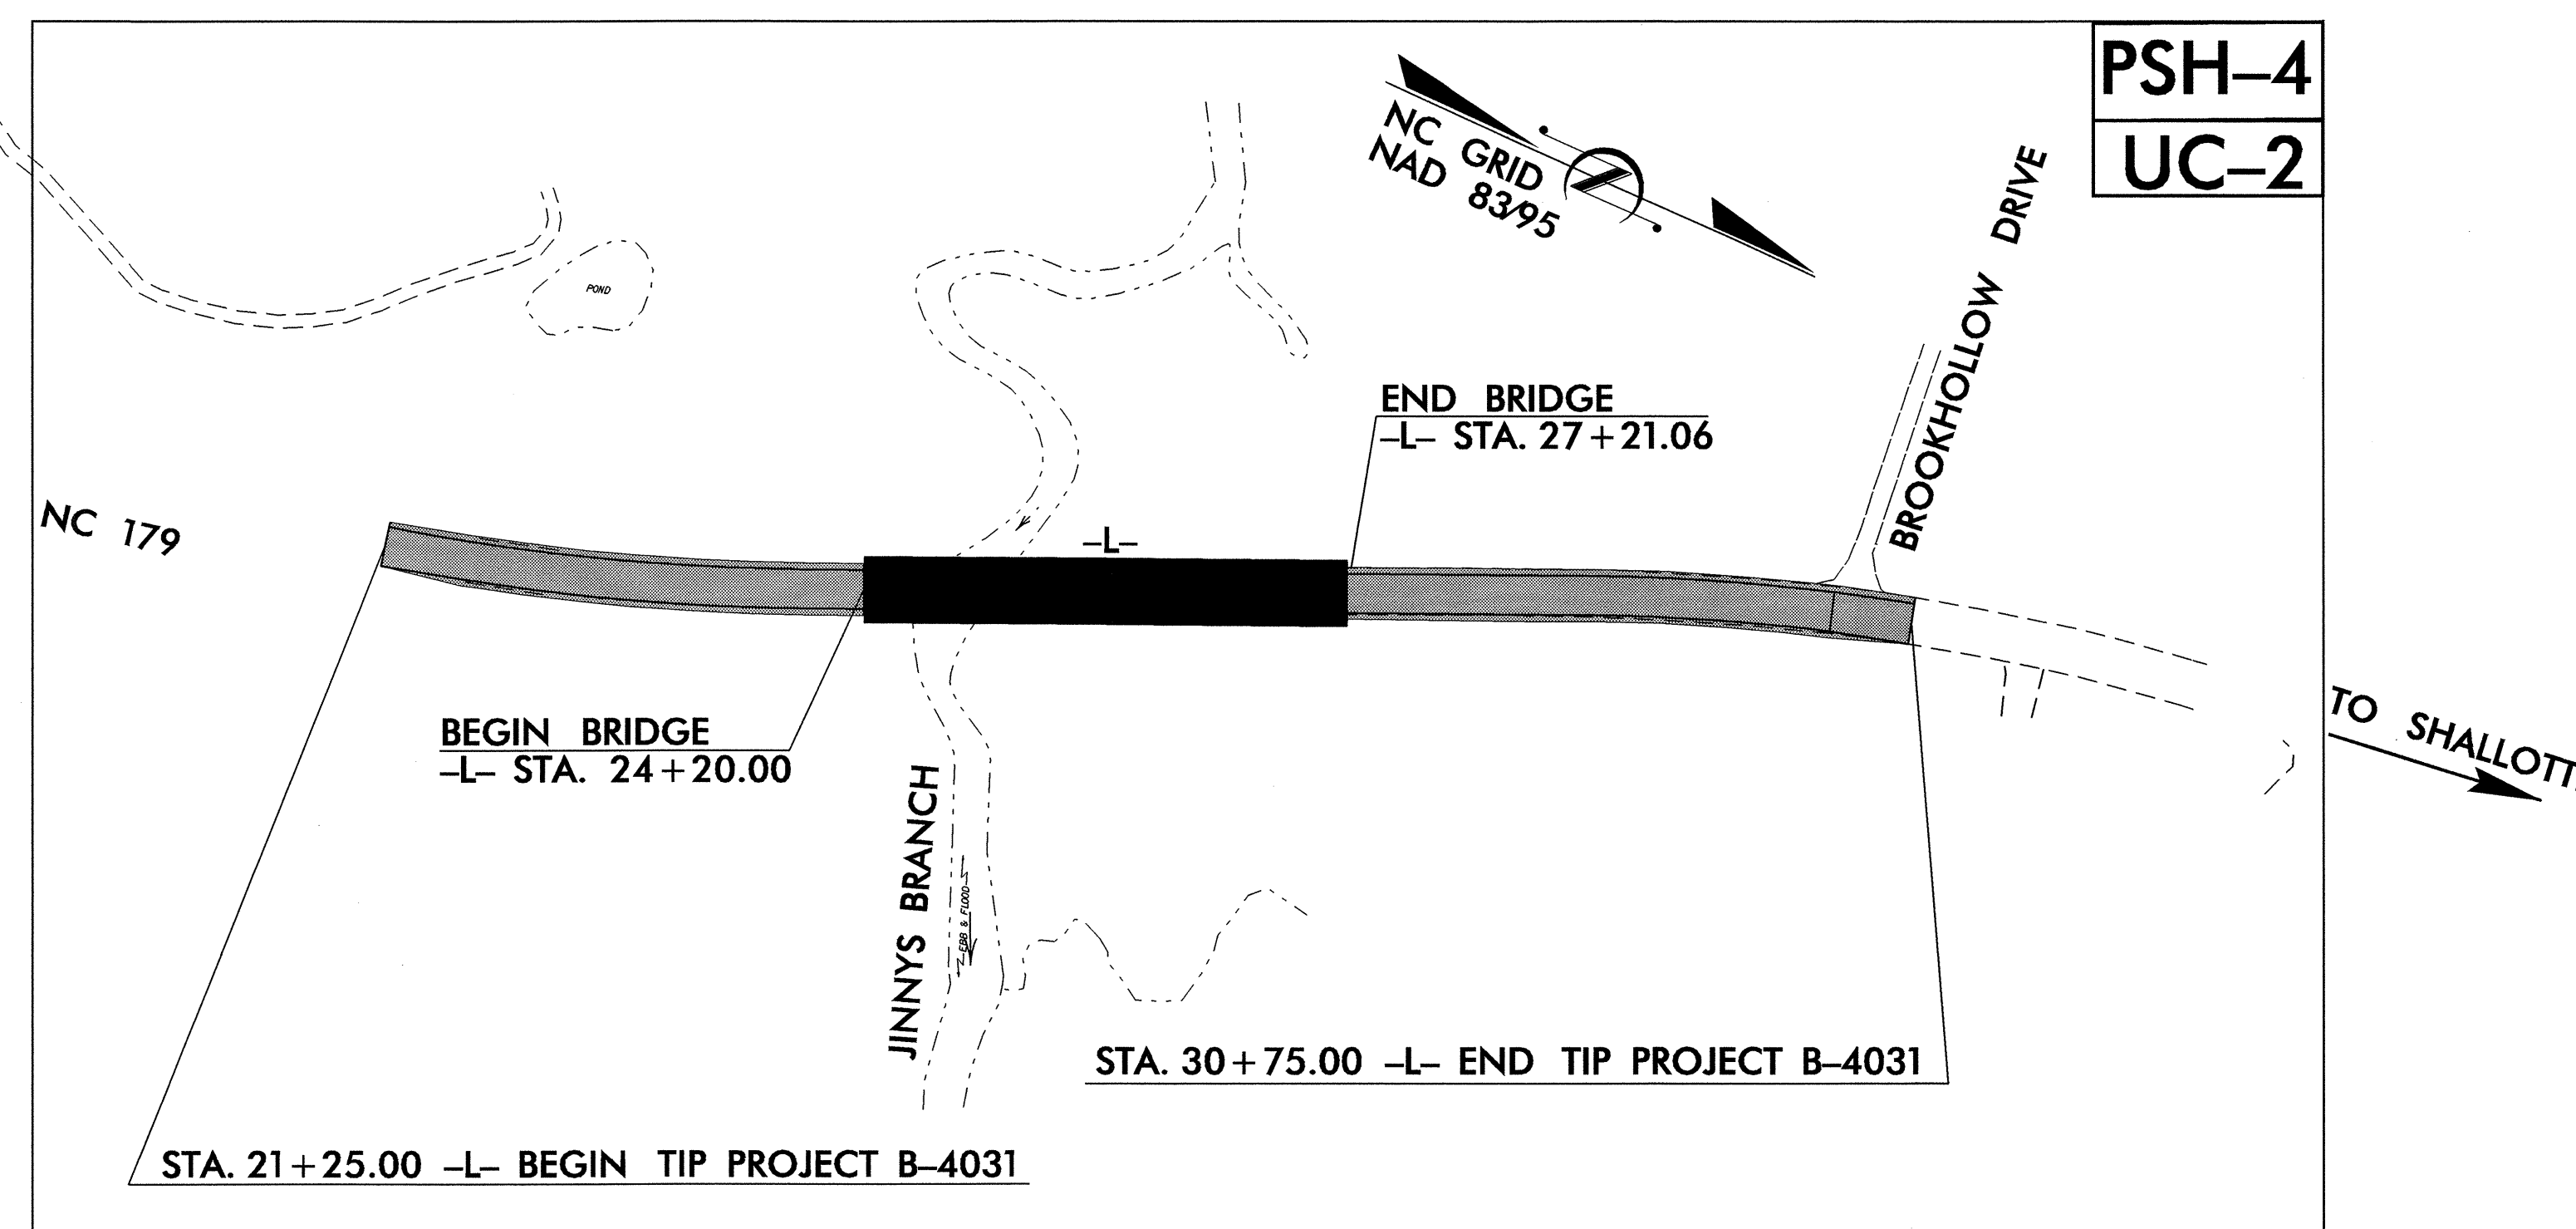 PSH–4
UC–2
NC GRID
NAD 83/95
BROOKHOLLOW DRIVE
POND
END BRIDGE
–L– STA. 27+21.06
NC 179
–L–
BEGIN BRIDGE
–L– STA. 24+20.00
TO SHALLOTT
JINNYS BRANCH
EBB & FLOOD
STA. 30+75.00 –L– END TIP PROJECT B–4031
STA. 21+25.00 –L– BEGIN TIP PROJECT B–4031